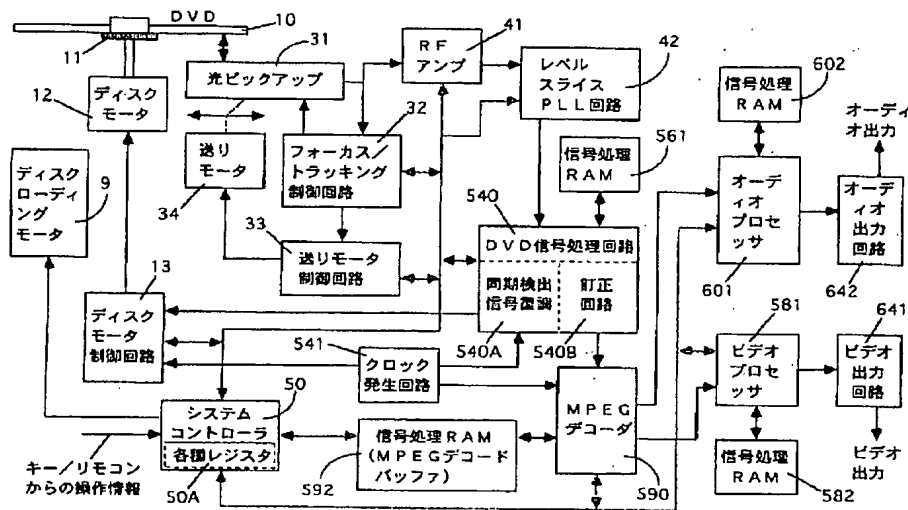 DVD
10
11
31
光ピックアップ
41
RF
アンプ
42
レベル
スライス
PLL回路
信号処理
RAM
602
オーディ
オ出力
12
ディスク
モータ
32
フォーカス/
トラッキング
制御回路
送り
モータ
34
ディスク
ローディ
ング
モータ
9
信号処理
RAM
561
オーディ
オプロセ
ッサ
601
オーディ
オ出力
回路
642
33
送りモータ
制御回路
540
DVD信号処理回路
同期検出
信号復調
訂正
回路
540A
540B
13
ディスク
モータ
制御回路
541
クロック
発生回路
581
ビデオ
プロセ
ッサ
641
ビデオ
出力
回路
50
システム
コントローラ
各種レジスタ
50A
キー/リモコン
からの操作情報
信号処理RAM
(MPEGデコード
バッファ)
592
MPEG
デコーダ
590
信号処理
RAM
582
ビデオ
出力